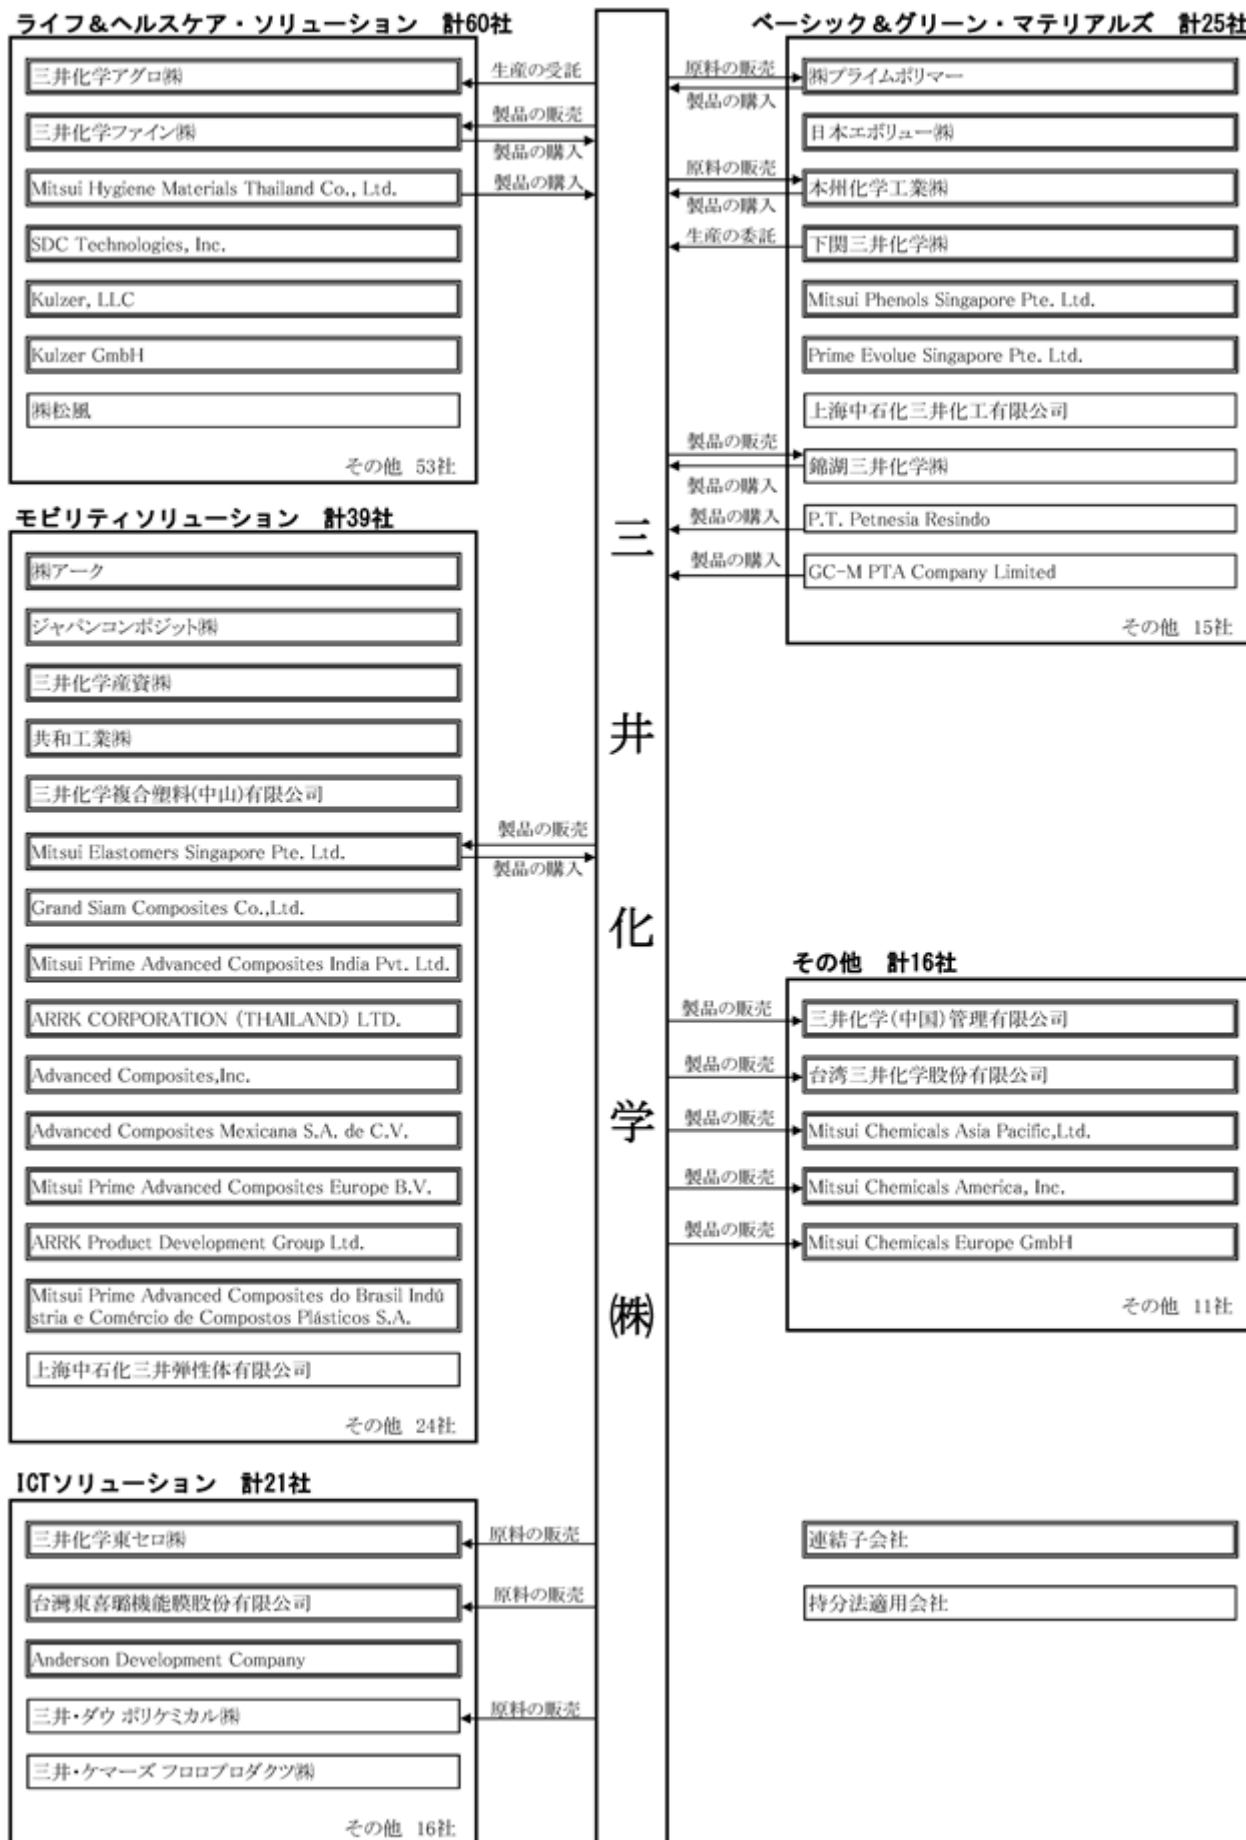 ライフ&ヘルスケア・ソリューション 計60社
三井化学アグロ㈱
生産の受託
三井化学ファイン㈱
製品の販売
製品の購入
Mitsui Hygiene Materials Thailand Co., Ltd.
製品の購入
SDC Technologies, Inc.
Kulzer, LLC
Kulzer GmbH
㈱松風
その他 53社
モビリティソリューション 計39社
㈱アーク
ジャパンコンポジット㈱
三井化学産資㈱
共和工業㈱
三井化学複合塑料(中山)有限公司
Mitsui Elastomers Singapore Pte. Ltd.
製品の販売
製品の購入
Grand Siam Composites Co.,Ltd.
Mitsui Prime Advanced Composites India Pvt. Ltd.
ARRK CORPORATION (THAILAND) LTD.
Advanced Composites,Inc.
Advanced Composites Mexicana S.A. de C.V.
Mitsui Prime Advanced Composites Europe B.V.
ARRK Product Development Group Ltd.
Mitsui Prime Advanced Composites do Brasil Indú
stria e Comércio de Compostos Plásticos S.A.
上海中石化三井弾性体有限公司
その他 24社
ICTソリューション 計21社
三井化学東セロ㈱
原料の販売
台灣東喜璐機能膜股份有限公司
原料の販売
Anderson Development Company
三井・ダウ ポリケミカル㈱
原料の販売
三井・ケマーズ フロロプロダクツ㈱
その他 16社
三井化学㈱
ベーシック&グリーン・マテリアルズ 計25社
原料の販売
㈱プライムポリマー
製品の購入
日本エボリュー㈱
原料の販売
本州化学工業㈱
製品の購入
生産の委託
下関三井化学㈱
Mitsui Phenols Singapore Pte. Ltd.
Prime Evolue Singapore Pte. Ltd.
上海中石化三井化工有限公司
製品の販売
錦湖三井化学㈱
製品の購入
製品の購入
P.T. Petnesia Resindo
製品の購入
GC-M PTA Company Limited
その他 15社
その他 計16社
製品の販売
三井化学(中国)管理有限公司
製品の販売
台湾三井化学股份有限公司
製品の販売
Mitsui Chemicals Asia Pacific,Ltd.
製品の販売
Mitsui Chemicals America, Inc.
製品の販売
Mitsui Chemicals Europe GmbH
その他 11社
連結子会社
持分法適用会社